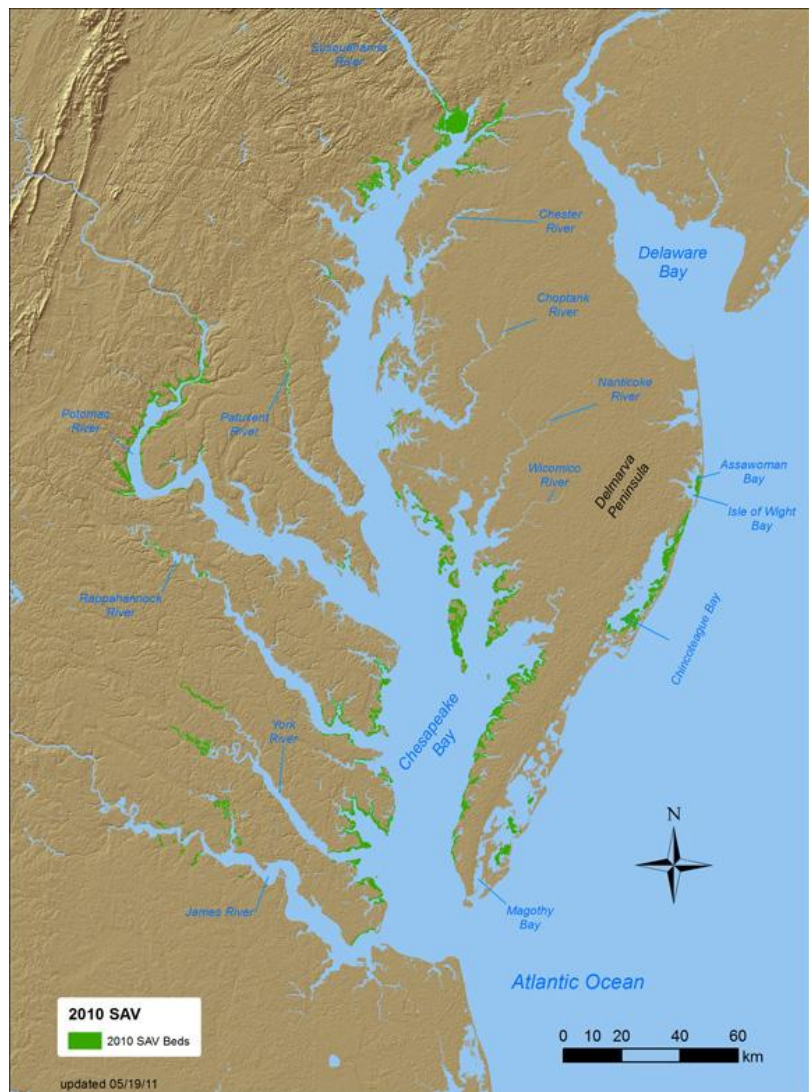 Susquehanna
River
Chester
River
Delaware
Bay
Choptank
River
Nanticoke
River
Potomac
River
Patuxent
River
Wicomico
River
Delmarva
Peninsula
Assawoman
Bay
Isle of Wight
Bay
Rappahannock
River
Chincoteague Bay
York
River
Chesapeake
Bay
N
James River
Magothy
Bay
Atlantic Ocean
2010 SAV
2010 SAV Beds
0 10 20 40 60
km
updated 05/19/11